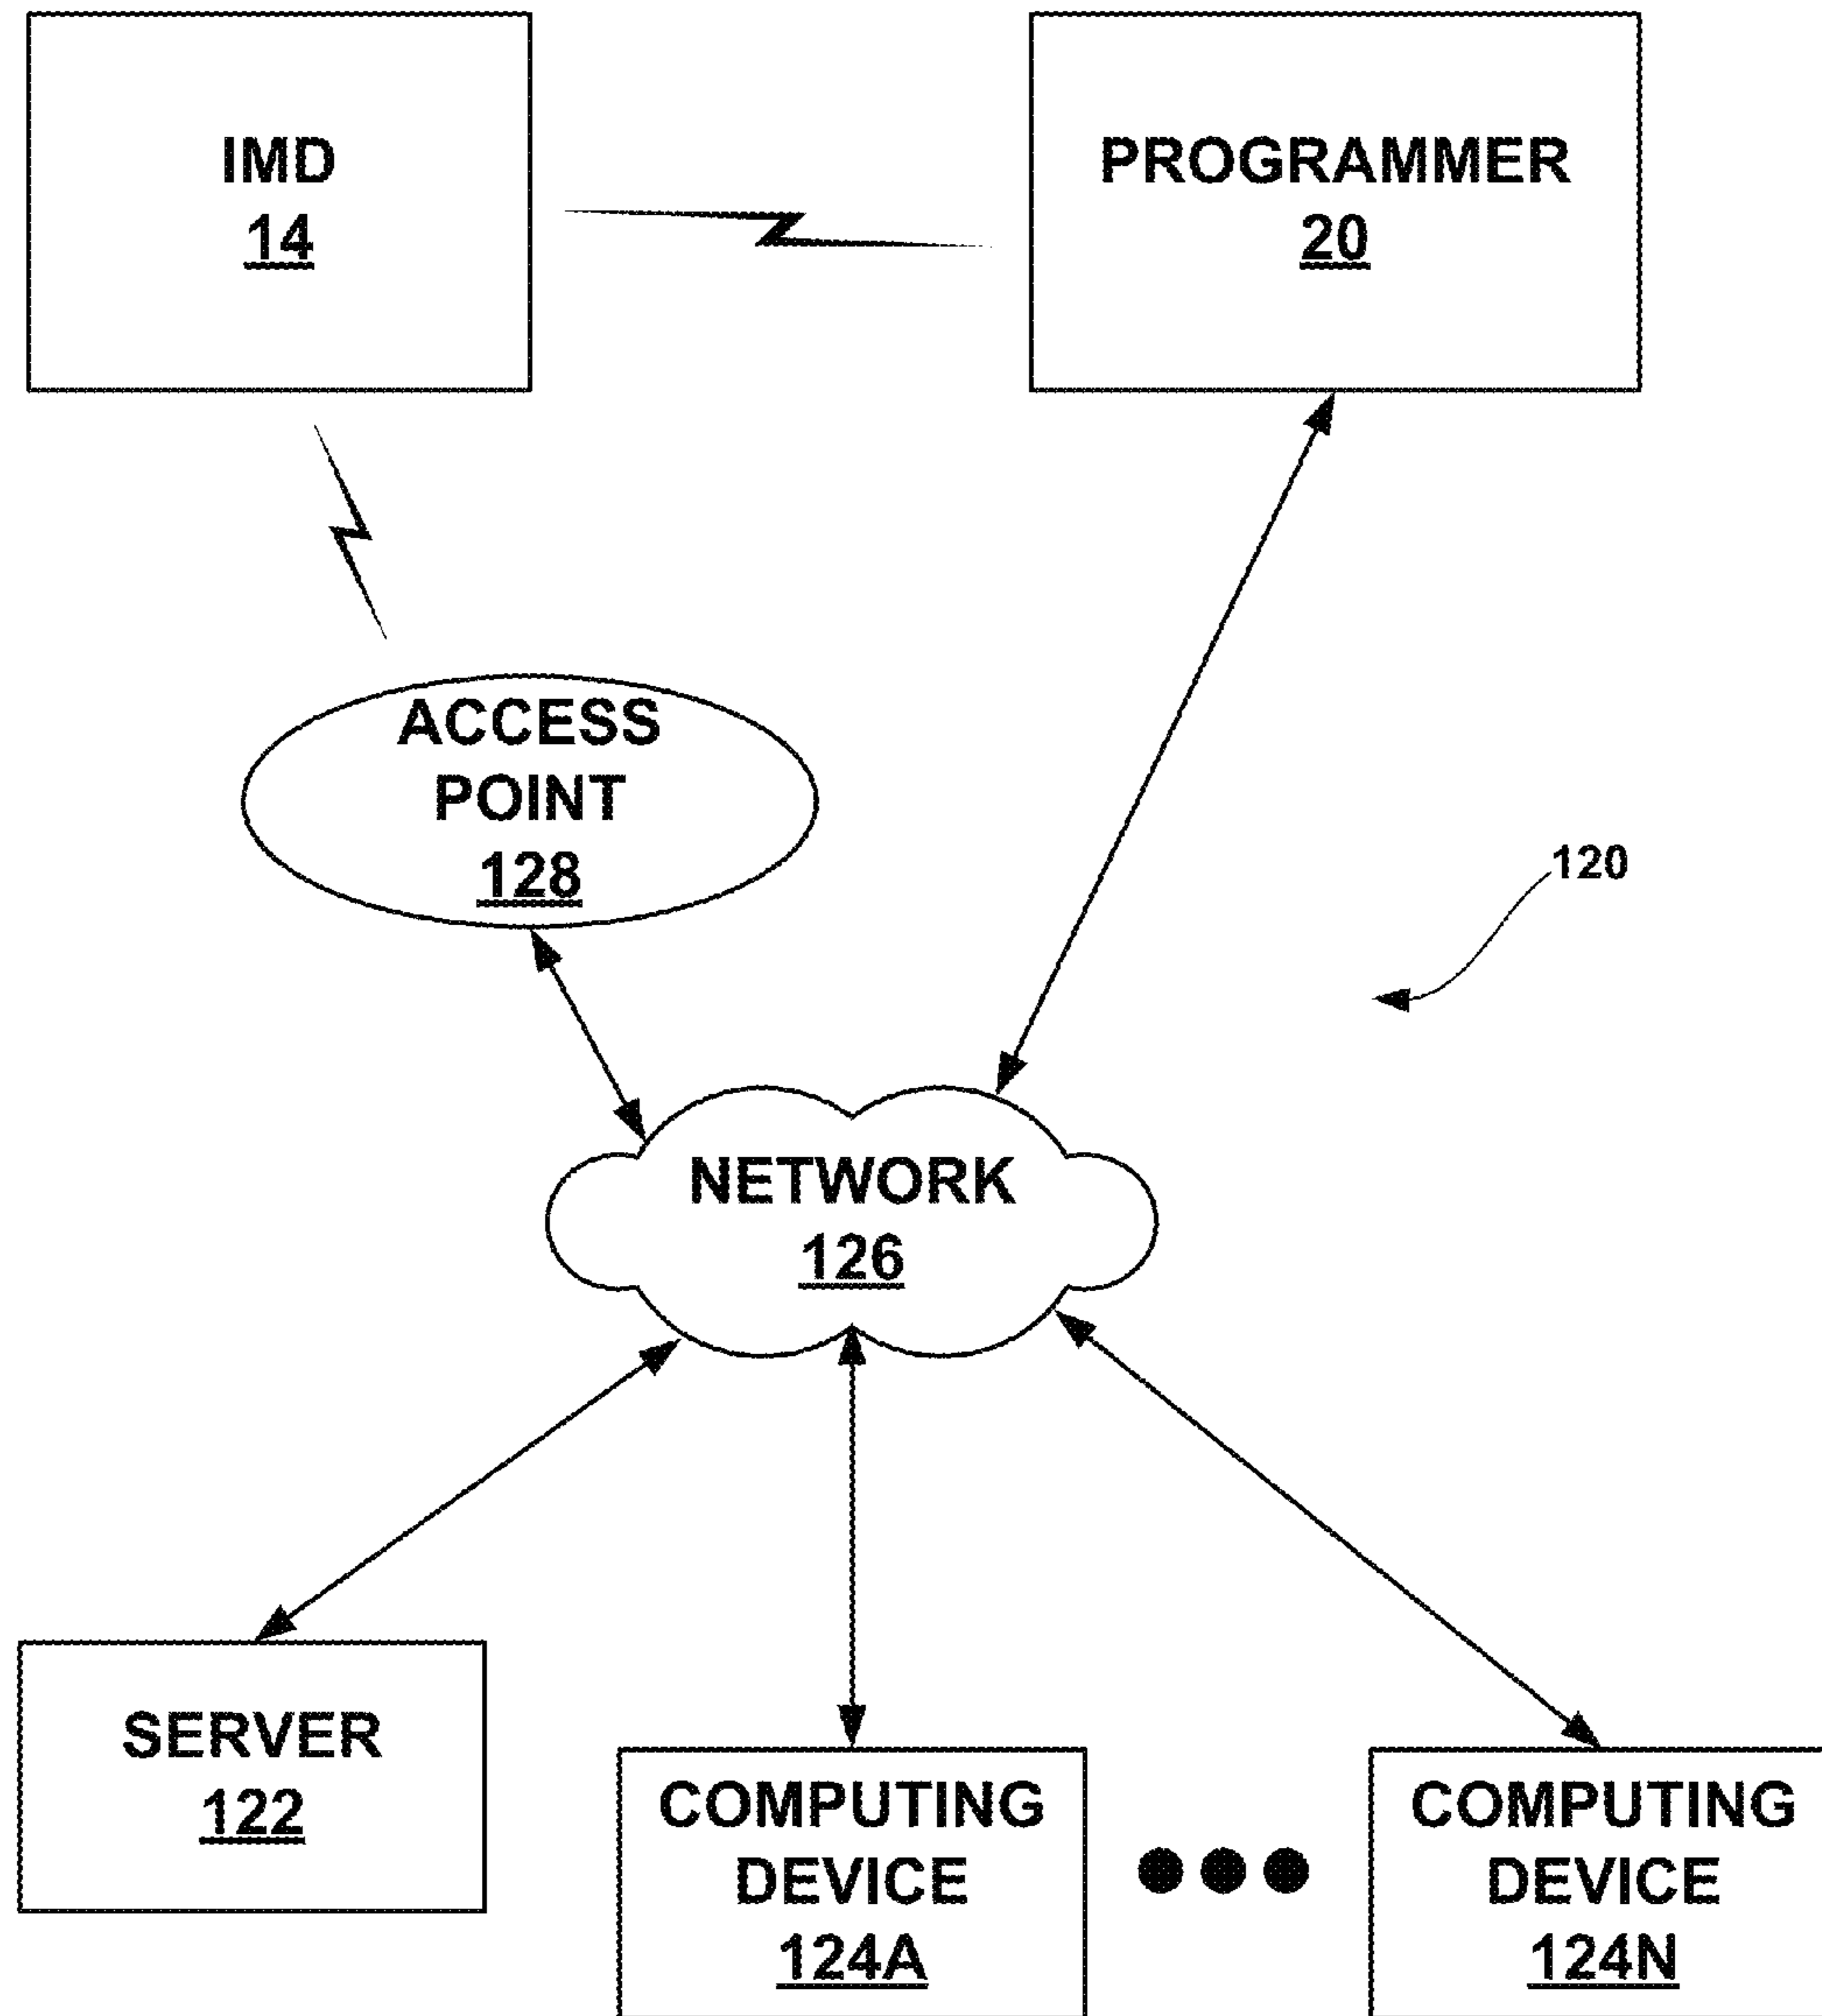 IMD
14
PROGRAMMER
20
ACCESS
POINT
128
120
NETWORK
126
SERVER
122
COMPUTING
DEVICE
124A
COMPUTING
DEVICE
124N